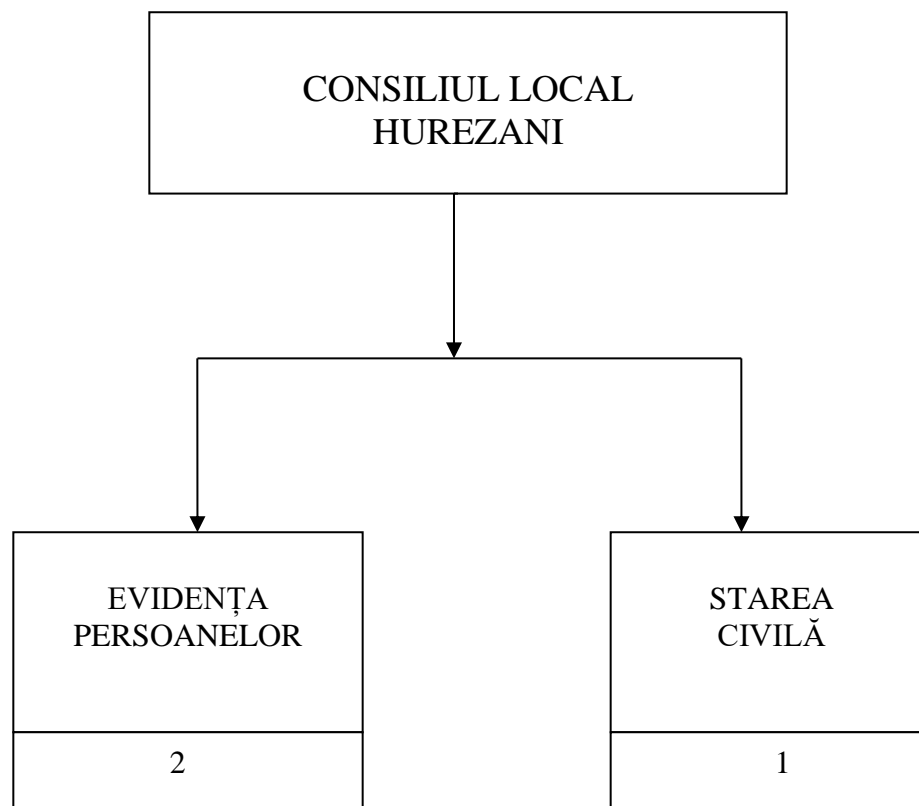 CONSILIUL LOCAL
HUREZANI
EVIDENȚA
PERSOANELOR
2
STAREA
CIVILĂ
1